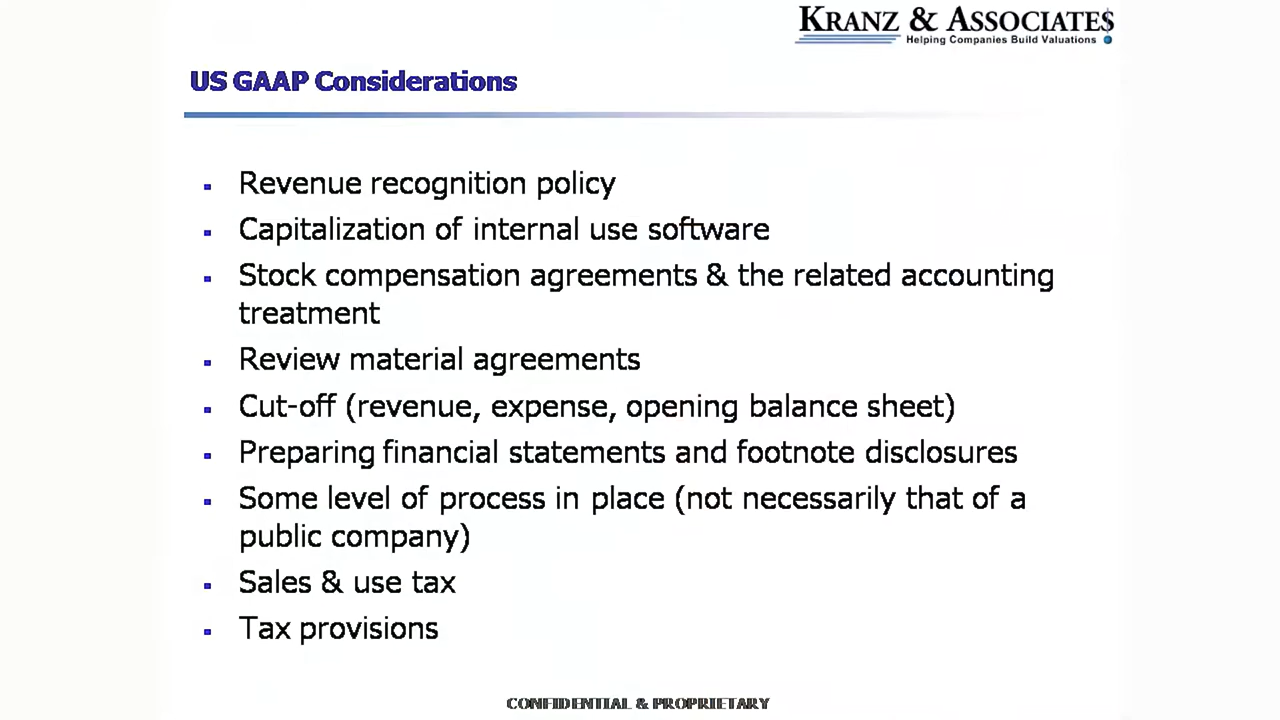 KRANZ & ASSOCIATES
Helping Companies Build Valuations
US GAAP Considerations
▪ Revenue recognition policy
▪ Capitalization of internal use software
▪ Stock compensation agreements & the related accounting
treatment
▪ Review material agreements
▪ Cut-off (revenue, expense, opening balance sheet)
▪ Preparing financial statements and footnote disclosures
▪ Some level of process in place (not necessarily that of a
public company)
▪ Sales & use tax
▪ Tax provisions
CONFIDENTIAL & PROPRIETARY